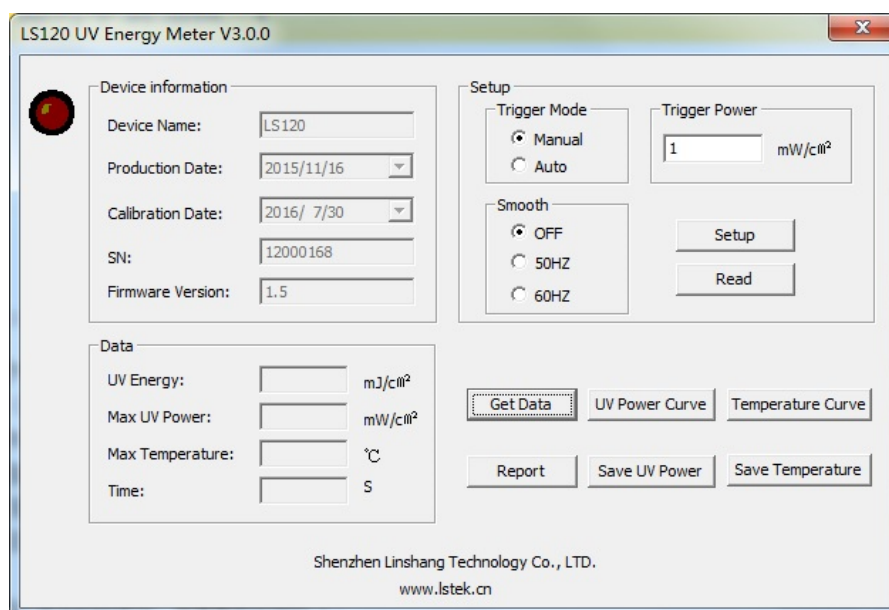 LS120 UV Energy Meter V3.0.0
Device information
Device Name: LS120
Production Date: 2015/11/16
Calibration Date: 2016/ 7/30
SN: 12000168
Firmware Version: 1.5
Setup
Trigger Mode
Manual
Auto
Trigger Power
1 mW/c㎡
Smooth
OFF
50HZ
60HZ
Setup
Read
Data
UV Energy: mJ/c㎡
Max UV Power: mW/c㎡
Max Temperature: ℃
Time: S
Get Data UV Power Curve Temperature Curve
Report Save UV Power Save Temperature
Shenzhen Linshang Technology Co., LTD.
www.lstek.cn